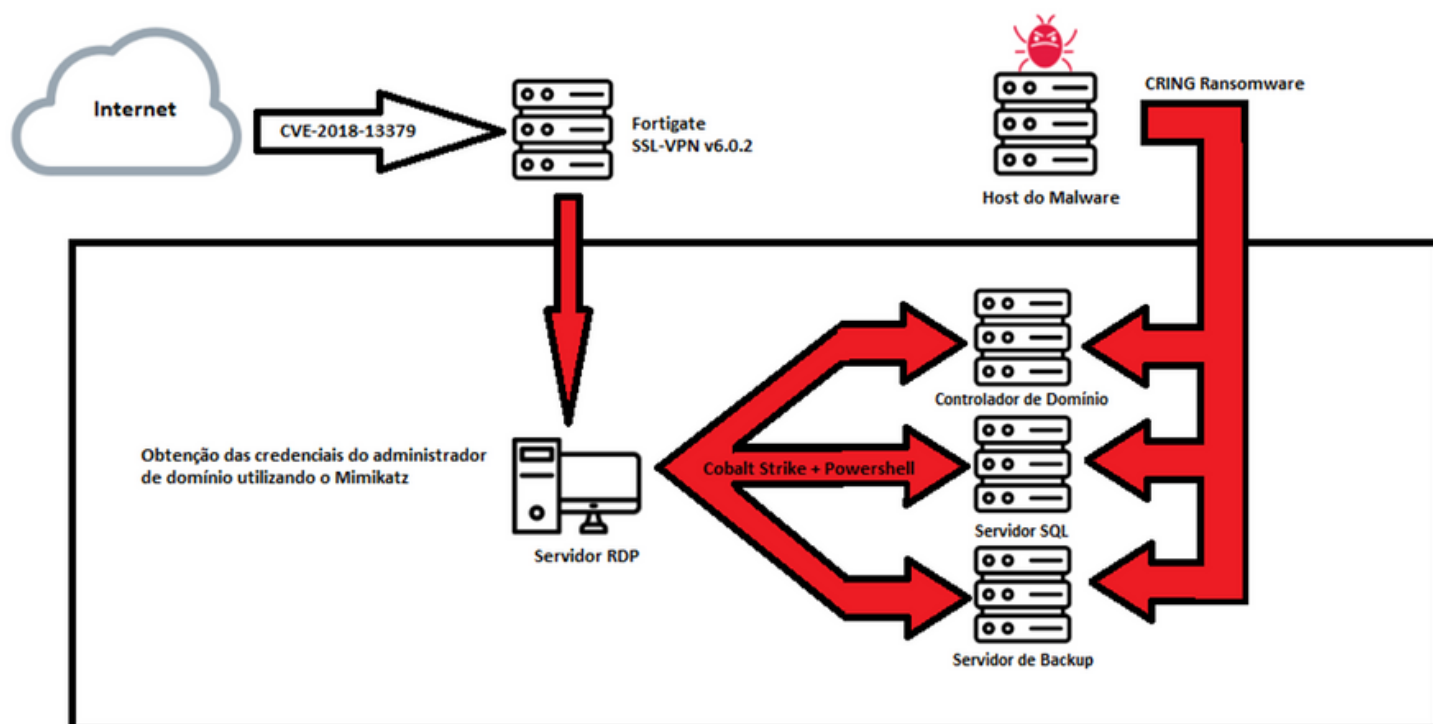 Internet
CVE-2018-13379
Fortigate
SSL-VPN v6.0.2
CRING Ransomware
Host do Malware
Obtenção das credenciais do administrador
de domínio utilizando o Mimikatz
Servidor RDP
Cobalt Strike + Powershell
Controlador de Domínio
Servidor SQL
Servidor de Backup